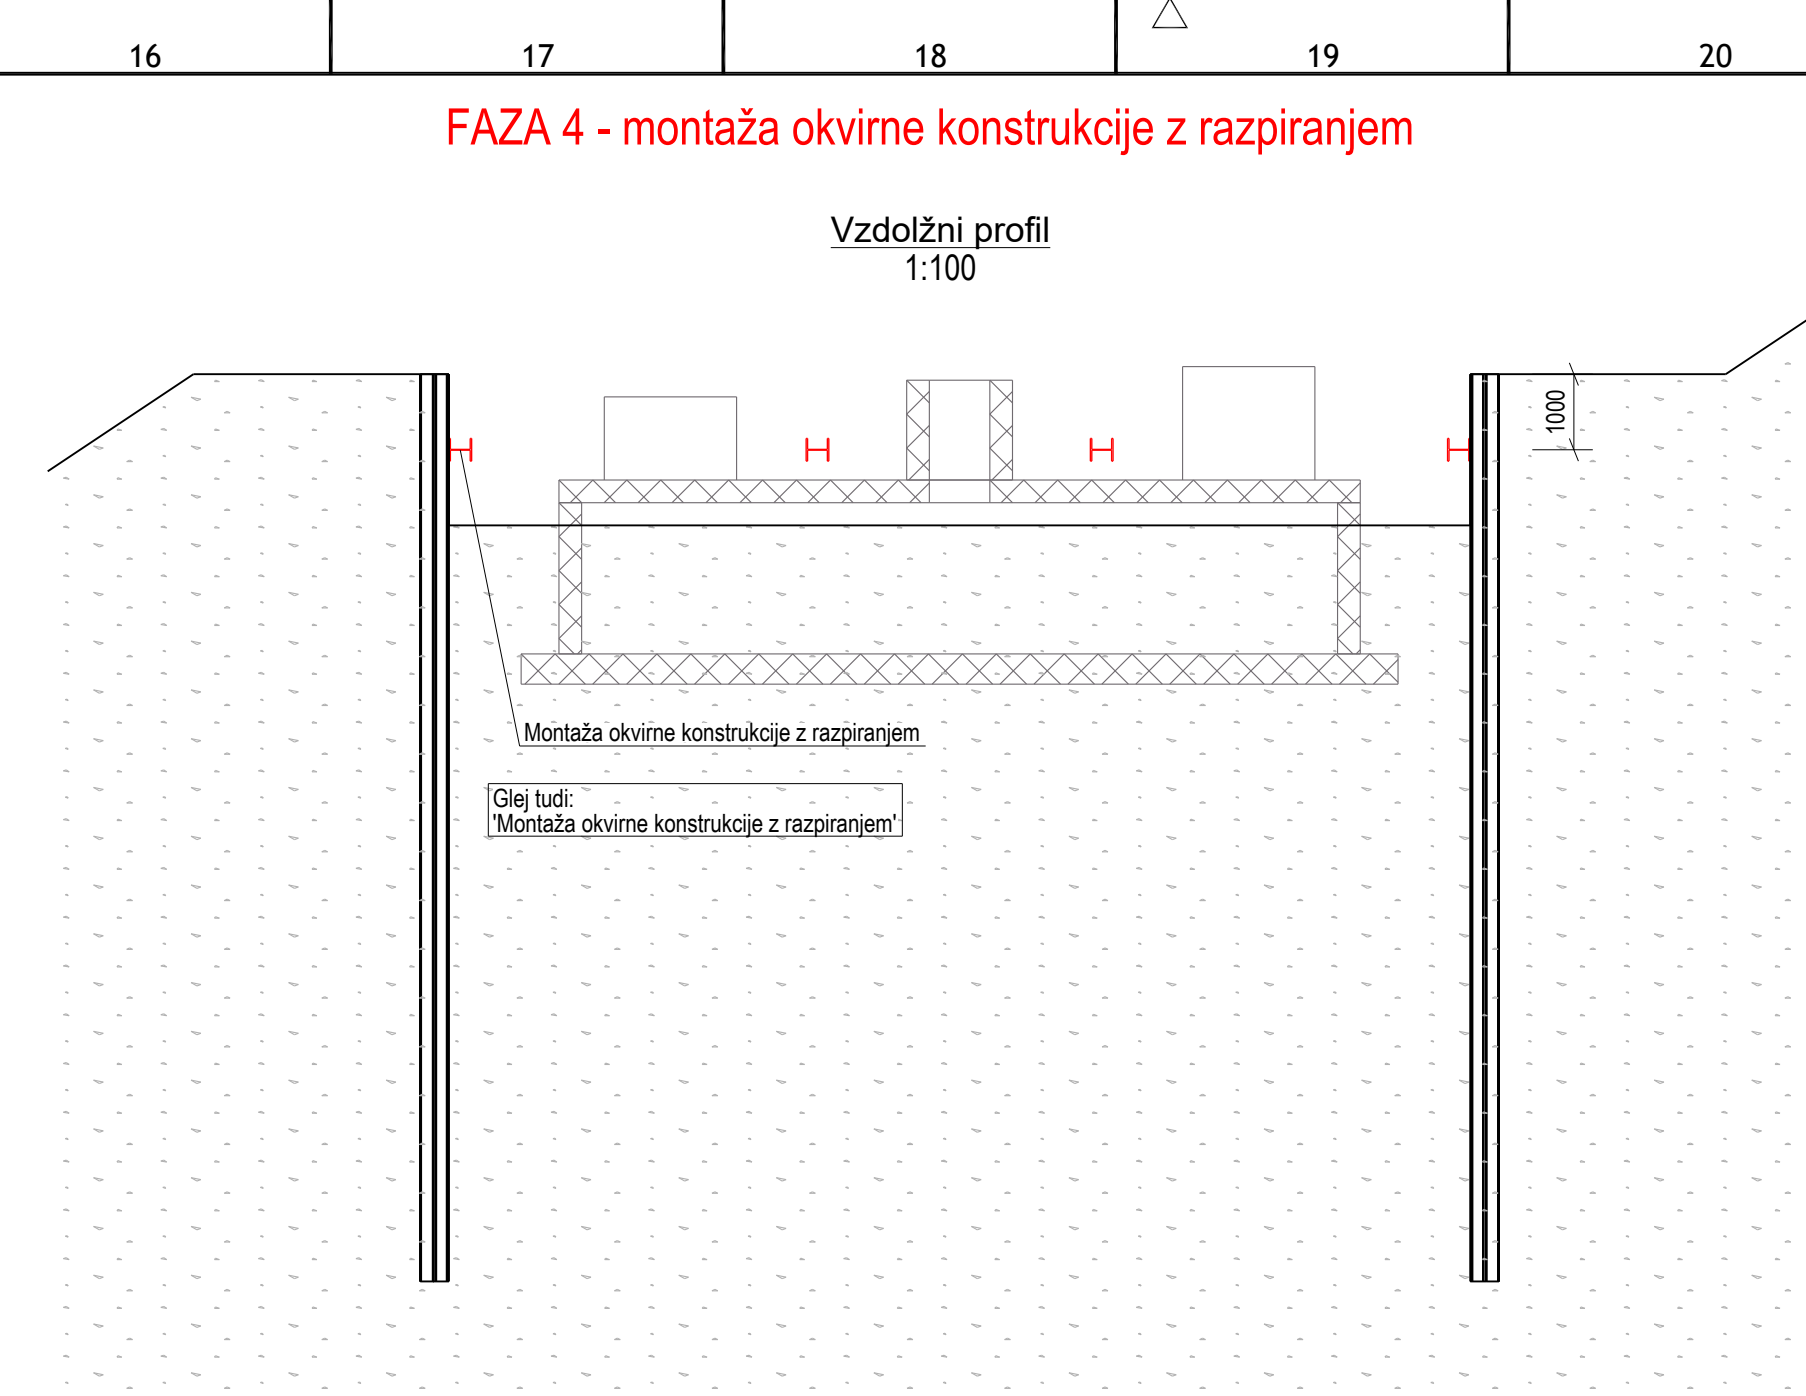 16 17 18 19 20
FAZA 4 - montaža okvirne konstrukcije z razpiranjem
Vzdolžni profil
1:100
1000
Montaža okvirne konstrukcije z razpiranjem
Glej tudi:
'Montaža okvirne konstrukcije z razpiranjem'